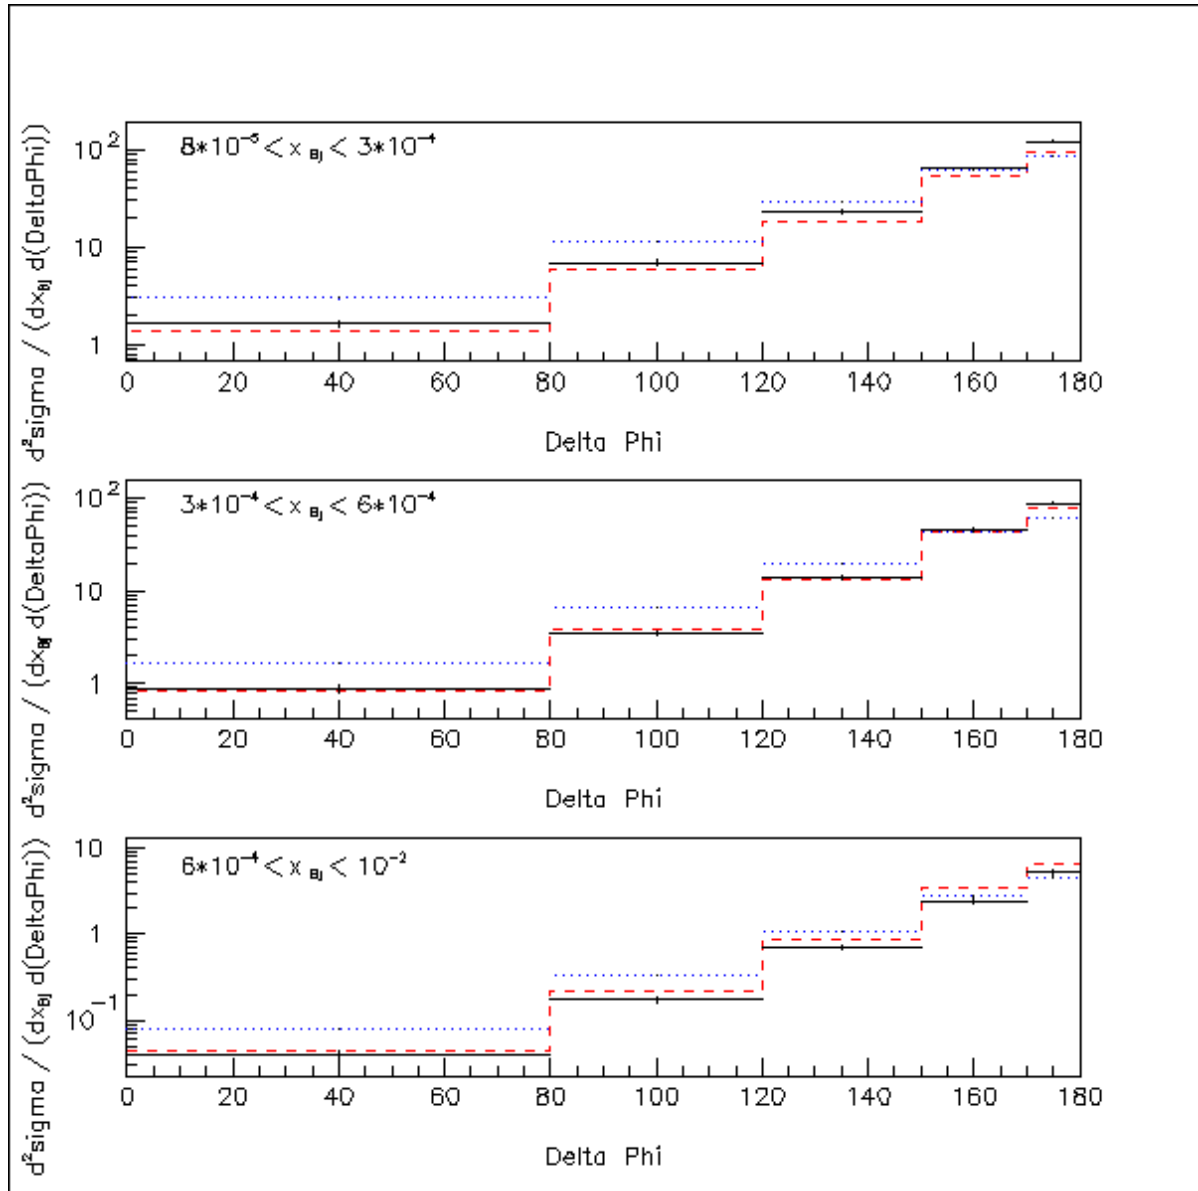 d²sigma / (dx_Bj d(DeltaPhi))
8*10⁻⁵ < x_Bj < 3*10⁻⁴
10²
10
1
0 20 40 60 80 100 120 140 160 180
Delta Phi
d²sigma / (dx_Bj d(DeltaPhi))
3*10⁻⁴ < x_Bj < 6*10⁻⁴
10²
10
1
0 20 40 60 80 100 120 140 160 180
Delta Phi
d²sigma / (dx_Bj d(DeltaPhi))
6*10⁻⁴ < x_Bj < 10⁻²
10
1
10⁻¹
0 20 40 60 80 100 120 140 160 180
Delta Phi